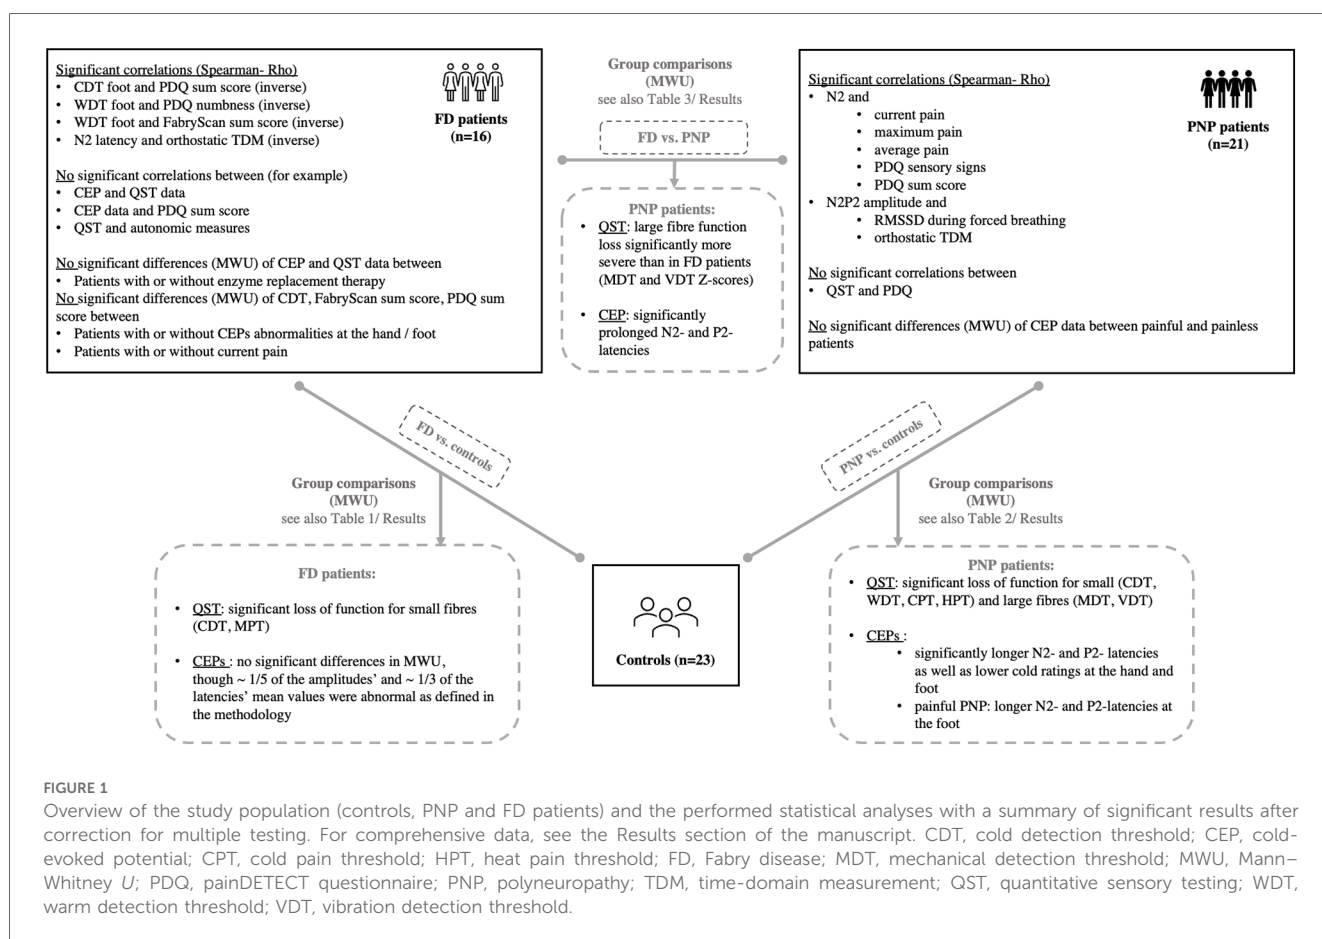 Significant correlations (Spearman- Rho)
• CDT foot and PDQ sum score (inverse)
• WDT foot and PDQ numbness (inverse)
• WDT foot and FabryScan sum score (inverse)
• N2 latency and orthostatic TDM (inverse)
No significant correlations between (for example)
• CEP and QST data
• CEP data and PDQ sum score
• QST and autonomic measures
No significant differences (MWU) of CEP and QST data between
• Patients with or without enzyme replacement therapy
No significant differences (MWU) of CDT, FabryScan sum score, PDQ sum
score between
• Patients with or without CEPs abnormalities at the hand / foot
• Patients with or without current pain
FD patients
(n=16)
Group comparisons
(MWU)
see also Table 3/ Results
FD vs. PNP
PNP patients:
• QST: large fibre function
loss significantly more
severe than in FD patients
(MDT and VDT Z-scores)
• CEP: significantly
prolonged N2- and P2-
latencies
Significant correlations (Spearman- Rho)
• N2 and
• current pain
• maximum pain
• average pain
• PDQ sensory signs
• PDQ sum score
• N2P2 amplitude and
• RMSSD during forced breathing
• orthostatic TDM
No significant correlations between
• QST and PDQ
No significant differences (MWU) of CEP data between painful and painless
patients
PNP patients
(n=21)
FD vs. controls
Group comparisons
(MWU)
see also Table 1/ Results
FD patients:
• QST: significant loss of function for small fibres
(CDT, MPT)
• CEPs : no significant differences in MWU,
though ~ 1/5 of the amplitudes' and ~ 1/3 of the
latencies' mean values were abnormal as defined in
the methodology
Controls (n=23)
PNP vs. controls
Group comparisons
(MWU)
see also Table 2/ Results
PNP patients:
• QST: significant loss of function for small (CDT,
WDT, CPT, HPT) and large fibres (MDT, VDT)
• CEPs :
• significantly longer N2- and P2- latencies
as well as lower cold ratings at the hand and
foot
• painful PNP: longer N2- and P2-latencies at
the foot
FIGURE 1
Overview of the study population (controls, PNP and FD patients) and the performed statistical analyses with a summary of significant results after
correction for multiple testing. For comprehensive data, see the Results section of the manuscript. CDT, cold detection threshold; CEP, cold-
evoked potential; CPT, cold pain threshold; HPT, heat pain threshold; FD, Fabry disease; MDT, mechanical detection threshold; MWU, Mann–
Whitney U; PDQ, painDETECT questionnaire; PNP, polyneuropathy; TDM, time-domain measurement; QST, quantitative sensory testing; WDT,
warm detection threshold; VDT, vibration detection threshold.